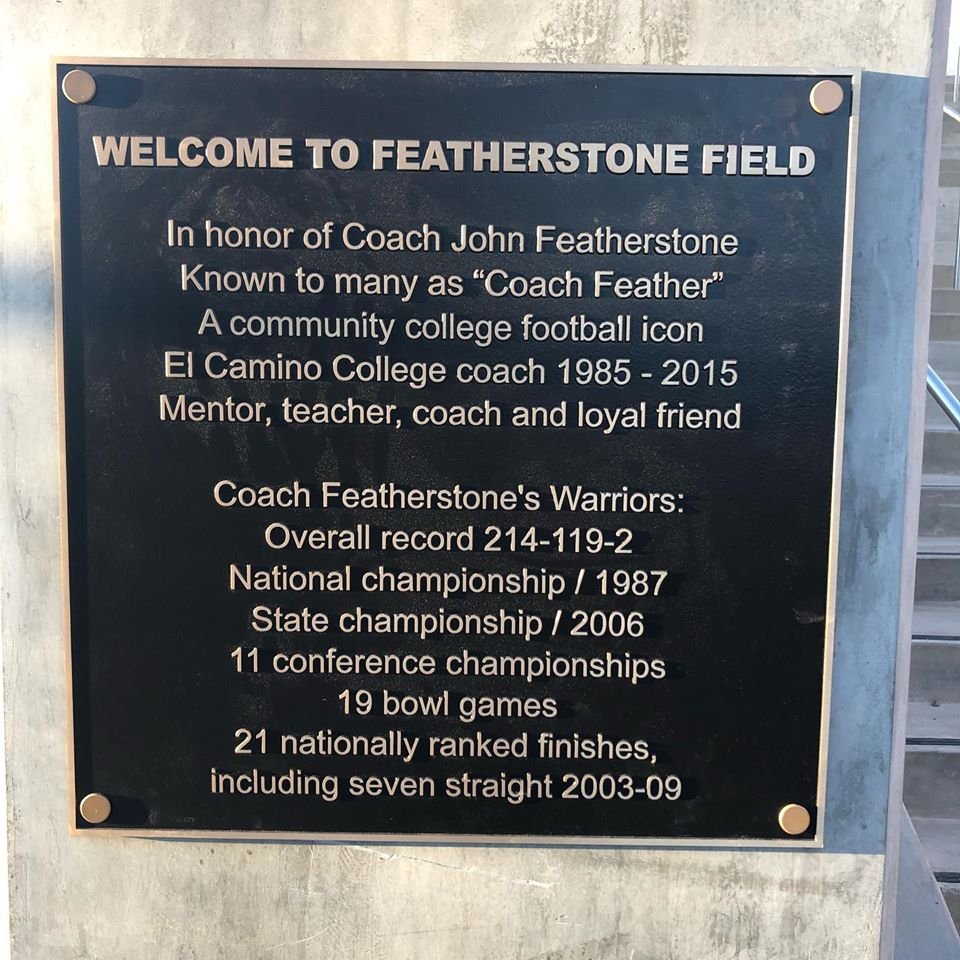 WELCOME TO FEATHERSTONE FIELD
In honor of Coach John Featherstone
Known to many as “Coach Feather”
A community college football icon
El Camino College coach 1985 - 2015
Mentor, teacher, coach and loyal friend
Coach Featherstone's Warriors:
Overall record 214-119-2
National championship / 1987
State championship / 2006
11 conference championships
19 bowl games
21 nationally ranked finishes,
including seven straight 2003-09